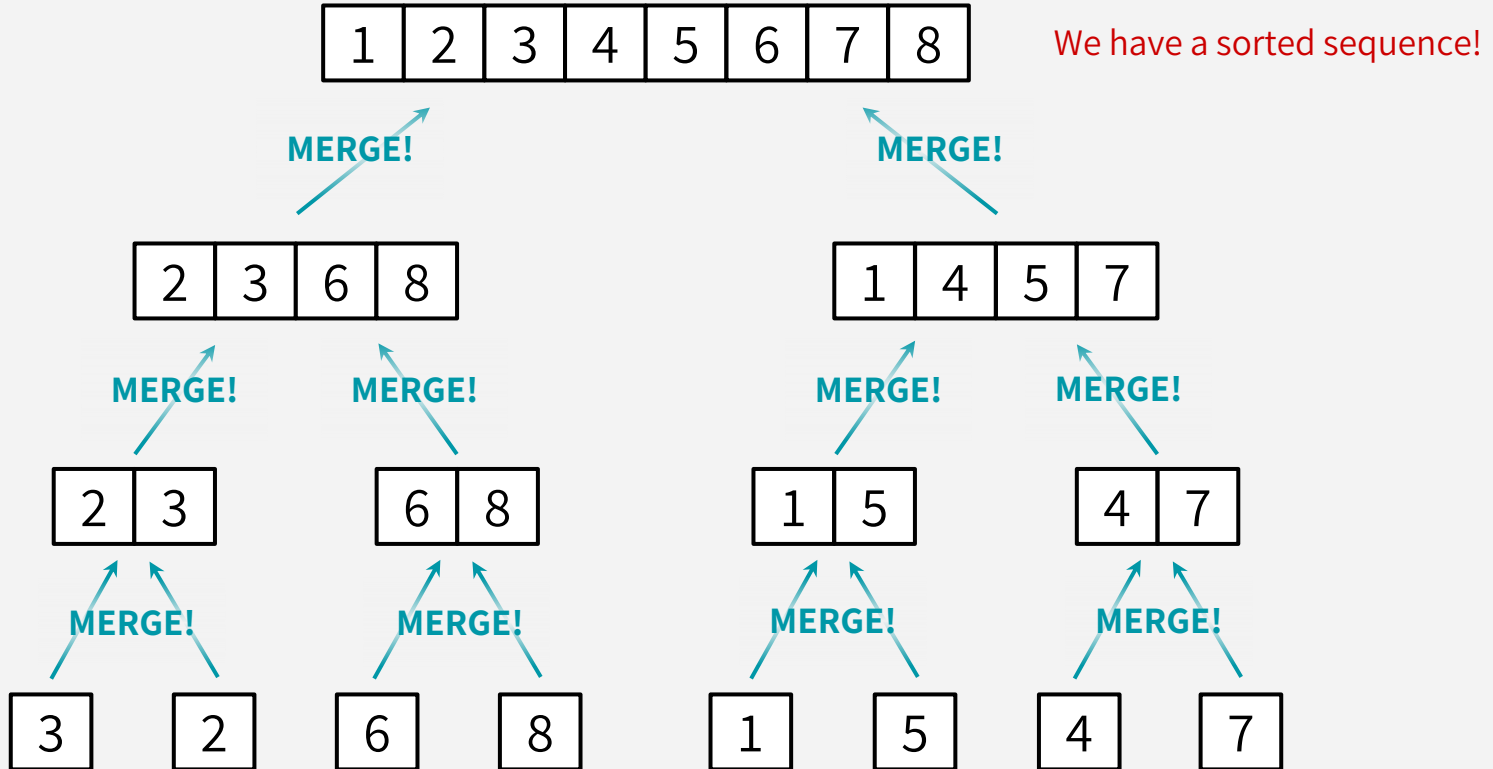 1 2 3 4 5 6 7 8 We have a sorted sequence!
MERGE! MERGE!
2 3 6 8 1 4 5 7
MERGE! MERGE! MERGE! MERGE!
2 3 6 8 1 5 4 7
MERGE! MERGE! MERGE! MERGE!
3 2 6 8 1 5 4 7